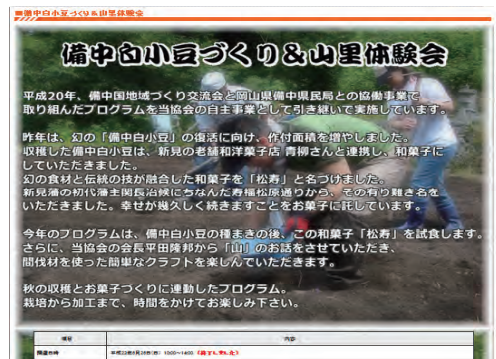 ■備中白小豆づくり&山里体験会
備中白小豆づくり&山里体験会
平成20年、備中国地域づくり交流会と岡山県備中県民局との協働事業で
取り組んだプログラムを当協会の自主事業として引き継いで実施しています。
昨年は、幻の「備中白小豆」の復活に向け、作付面積を増やしました。
収穫した備中白小豆は、新見の老舗和洋菓子店 青柳さんと連携し、和菓子に
していただきました。
幻の食材と伝統の技が融合した和菓子を「松寿」と名づけました。
新見藩の初代藩主関長治候にちなんだ寿福松原通りから、その有り難き名を
いただきました。幸せが幾久しく続きますことをお菓子に託しています。
今年のプログラムは、備中白小豆の種まきの後、この和菓子「松寿」を試食します。
さらに、当協会の会長平田隆邦から「山」のお話をさせていただき、
間伐材を使った簡単なクラフトを楽しんでいただきます。
秋の収穫とお菓子づくりに連動したプログラム。
栽培から加工まで、時間をかけてお楽しみ下さい。
項目 内容
開催日時 (終了しました)